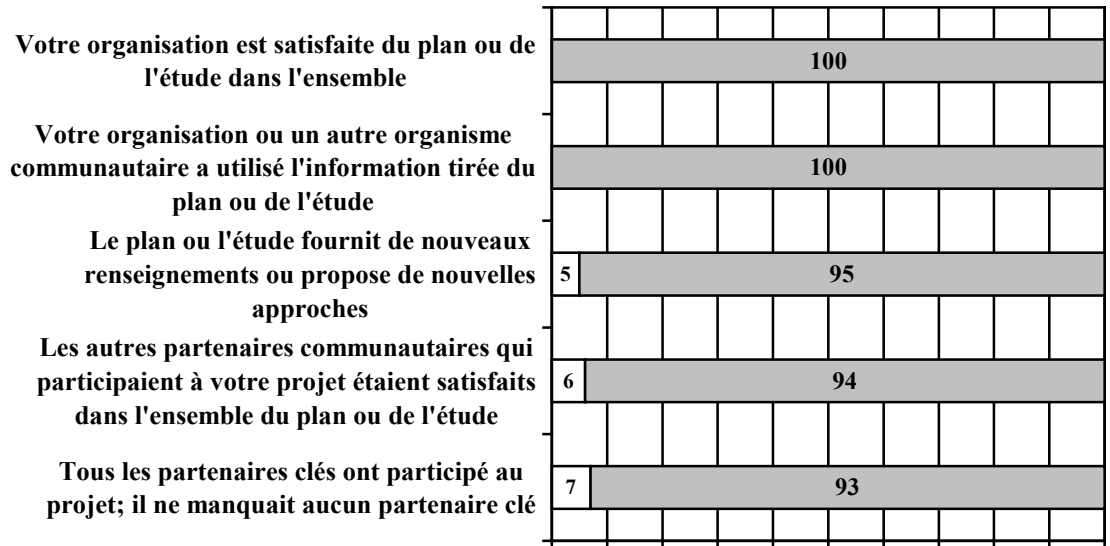 Votre organisation est satisfaite du plan ou de
l'étude dans l'ensemble
100
Votre organisation ou un autre organisme
communautaire a utilisé l'information tirée du
plan ou de l'étude
100
Le plan ou l'étude fournit de nouveaux
renseignements ou propose de nouvelles
approches
5 95
Les autres partenaires communautaires qui
participaient à votre projet étaient satisfaits
dans l'ensemble du plan ou de l'étude
6 94
Tous les partenaires clés ont participé au
projet; il ne manquait aucun partenaire clé
7 93